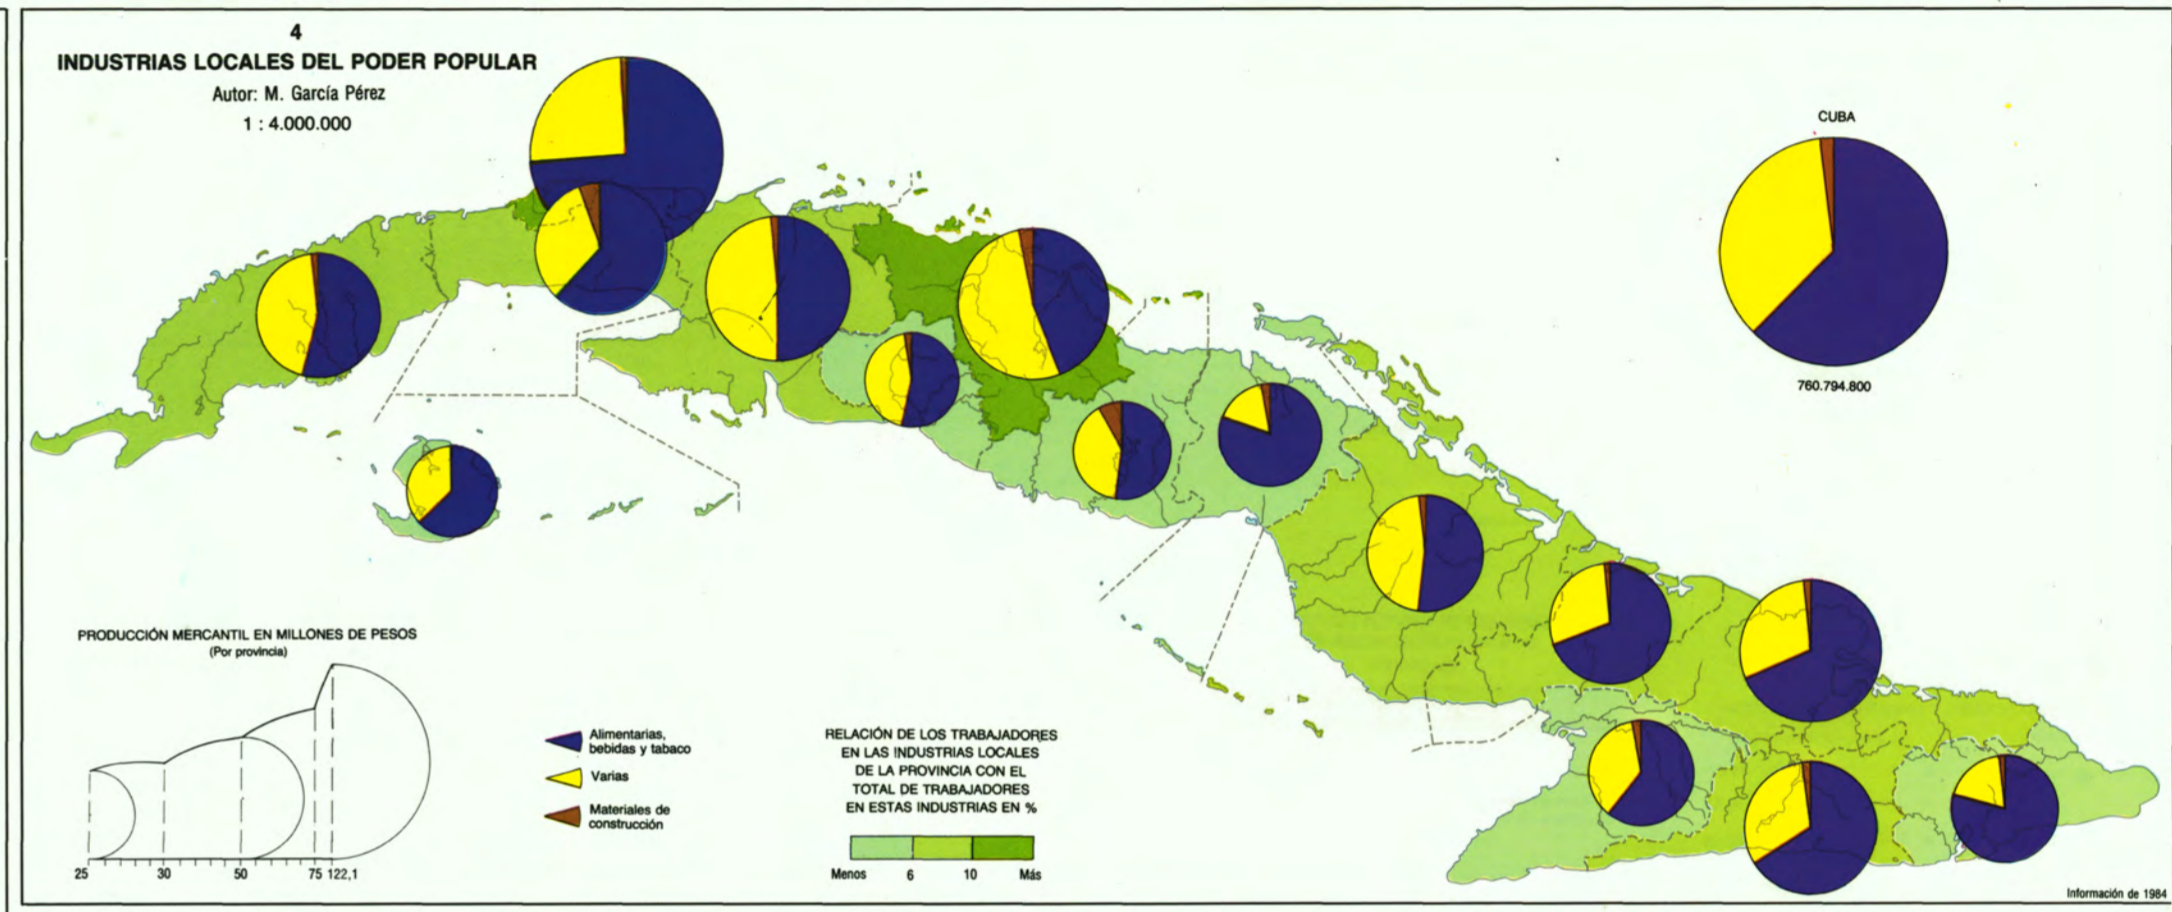 4
INDUSTRIAS LOCALES DEL PODER POPULAR
Autor: M. García Pérez
1 : 4.000.000
CUBA
760.794.800
PRODUCCIÓN MERCANTIL EN MILLONES DE PESOS
(Por provincia)
25 30 50 75 122,1
Alimentarias,
bebidas y tabaco
Varias
Materiales de
construcción
RELACIÓN DE LOS TRABAJADORES
EN LAS INDUSTRIAS LOCALES
DE LA PROVINCIA CON EL
TOTAL DE TRABAJADORES
EN ESTAS INDUSTRIAS EN %
Menos 6 10 Más
Información de 1984